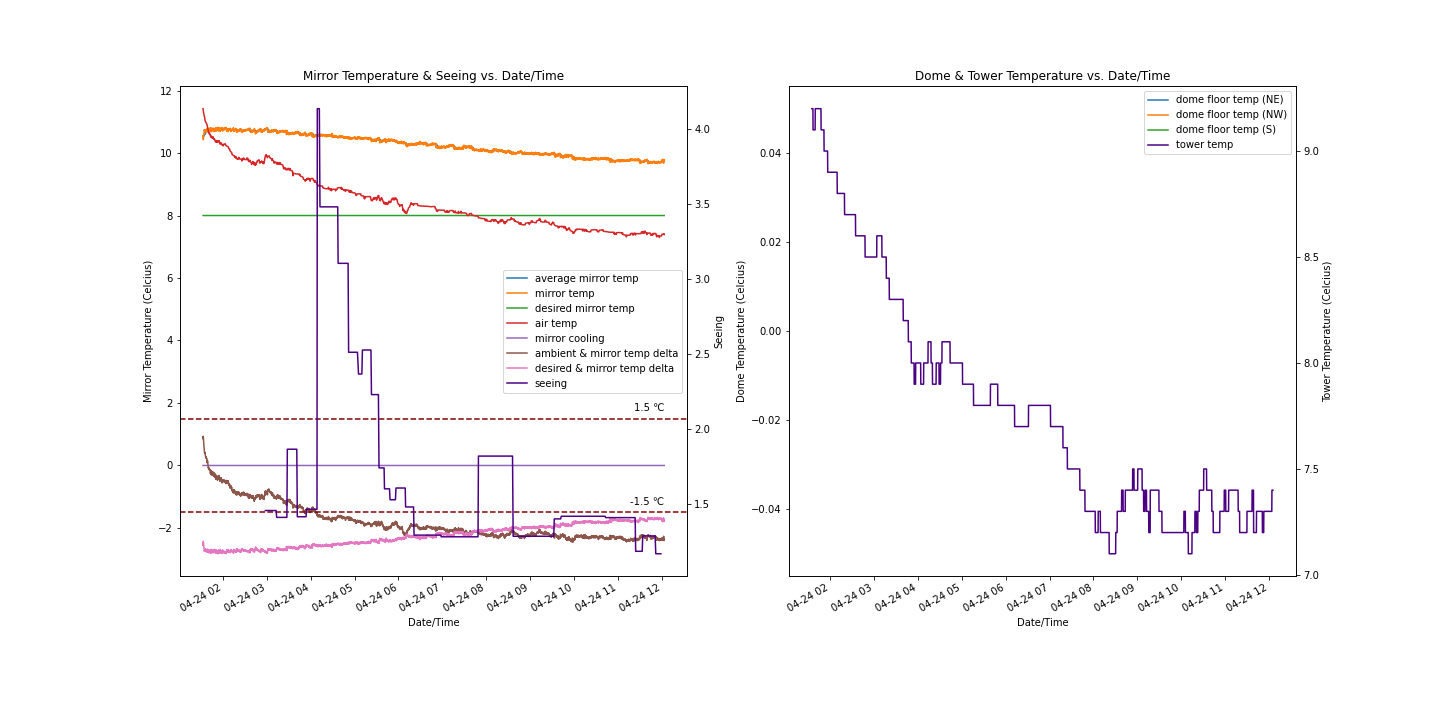 Mirror Temperature & Seeing vs. Date/Time
12
10
8
6
4
2
0
−2
Mirror Temperature (Celcius)
4.0
3.5
3.0
2.5
2.0
1.5
Seeing
average mirror temp
mirror temp
desired mirror temp
air temp
mirror cooling
ambient & mirror temp delta
desired & mirror temp delta
seeing
1.5 °C
-1.5 °C
04-24 02
04-24 03
04-24 04
04-24 05
04-24 06
04-24 07
04-24 08
04-24 09
04-24 10
04-24 11
04-24 12
Date/Time
Dome & Tower Temperature vs. Date/Time
0.04
0.02
0.00
−0.02
−0.04
Dome Temperature (Celcius)
dome floor temp (NE)
dome floor temp (NW)
dome floor temp (S)
tower temp
9.0
8.5
8.0
7.5
7.0
Tower Temperature (Celcius)
04-24 02
04-24 03
04-24 04
04-24 05
04-24 06
04-24 07
04-24 08
04-24 09
04-24 10
04-24 11
04-24 12
Date/Time